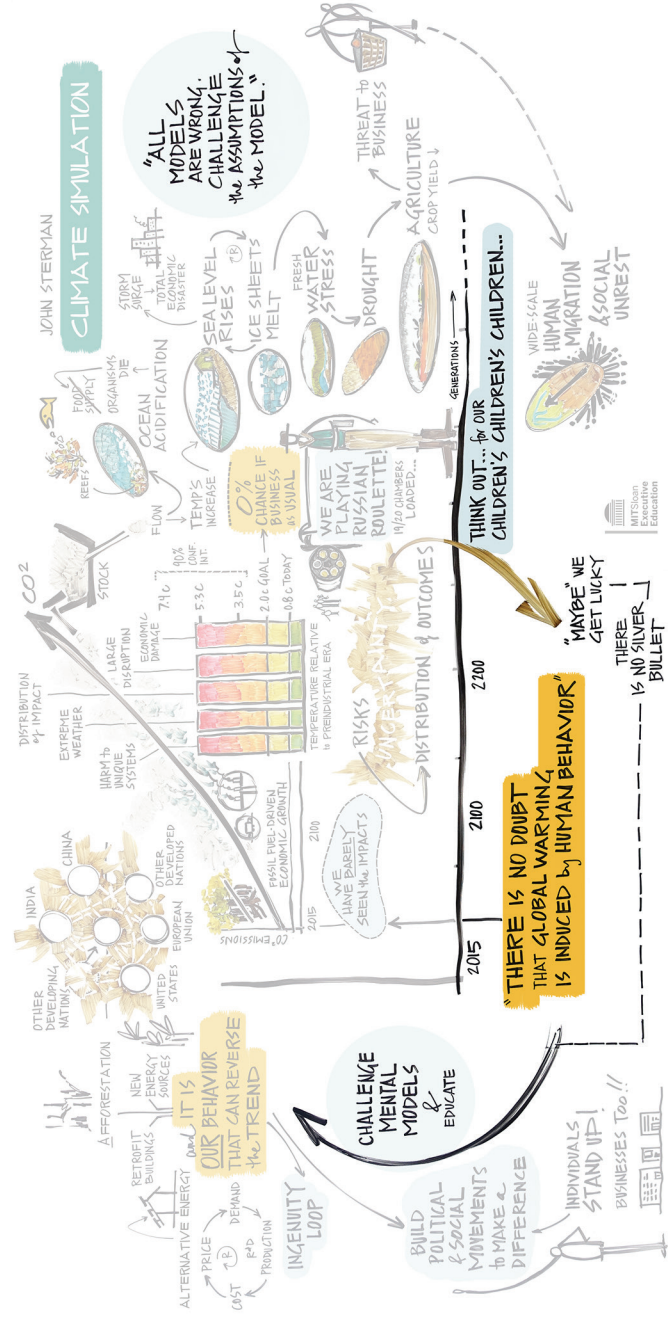 JOHN STERMAN
CLIMATE SIMULATION
"ALL
MODELS
ARE WRONG.
CHALLENGE
the ASSUMPTIONS of
the MODEL."
CO²
STOCK
FLOW
REEFS
FOOD
SUPPLY
ORGANISMS
DIE
OCEAN
ACIDIFICATION
TEMPS
INCREASE
STORM
SURGE
TOTAL
ECONOMIC
DISASTER
SEA LEVEL
RISES
R
ICE SHEETS
MELT
FRESH
WATER
STRESS
DROUGHT
AGRICULTURE
CROP YIELD ↓
THREAT to
BUSINESS
WIDE-SCALE
HUMAN
MIGRATION
& SOCIAL
UNREST
DISTRIBUTION
of IMPACT
EXTREME
WEATHER
HARM to
UNIQUE
SYSTEMS
LARGE
DISRUPTION
ECONOMIC
DAMAGE
7.4 C
5.3 C
3.5 C
2.0 C GOAL
0.8 C TODAY
90%
CONF.
INT.
TEMPERATURE RELATIVE
to PREINDUSTRIAL ERA
0%
CHANCE IF
BUSINESS
as USUAL
WE ARE
PLAYING
RUSSIAN
ROULETTE!
19/20 CHAMBERS
LOADED...
RISKS
UNCERTAINTY
DISTRIBUTION of OUTCOMES
OTHER
DEVELOPING
NATIONS
INDIA
CHINA
OTHER
DEVELOPED
NATIONS
EUROPEAN
UNION
UNITED
STATES
CO² EMISSIONS
FOSSIL FUEL-DRIVEN
ECONOMIC GROWTH
2015
2100
WE
HAVE BARELY
SEEN the IMPACTS
AFFORESTATION
NEW
ENERGY
SOURCES
RETROFIT
BUILDINGS
ALTERNATIVE ENERGY
PRICE
DEMAND
R
R+D
COST
PRODUCTION
and IT IS
OUR BEHAVIOR
THAT CAN REVERSE
the TREND
INGENUITY
LOOP
CHALLENGE
MENTAL
MODELS
&
EDUCATE
BUILD
POLITICAL
& SOCIAL
MOVEMENTS
to MAKE a
DIFFERENCE
INDIVIDUALS
STAND UP!
BUSINESSES TOO!!
2015
2100
2200
GENERATIONS
THINK OUT... for OUR
CHILDREN'S CHILDREN'S CHILDREN...
"THERE IS NO DOUBT
THAT GLOBAL WARMING
IS INDUCED by HUMAN BEHAVIOR"
"MAYBE" WE
GET LUCKY
THERE
IS NO SILVER
BULLET
MITSloan
Executive
Education